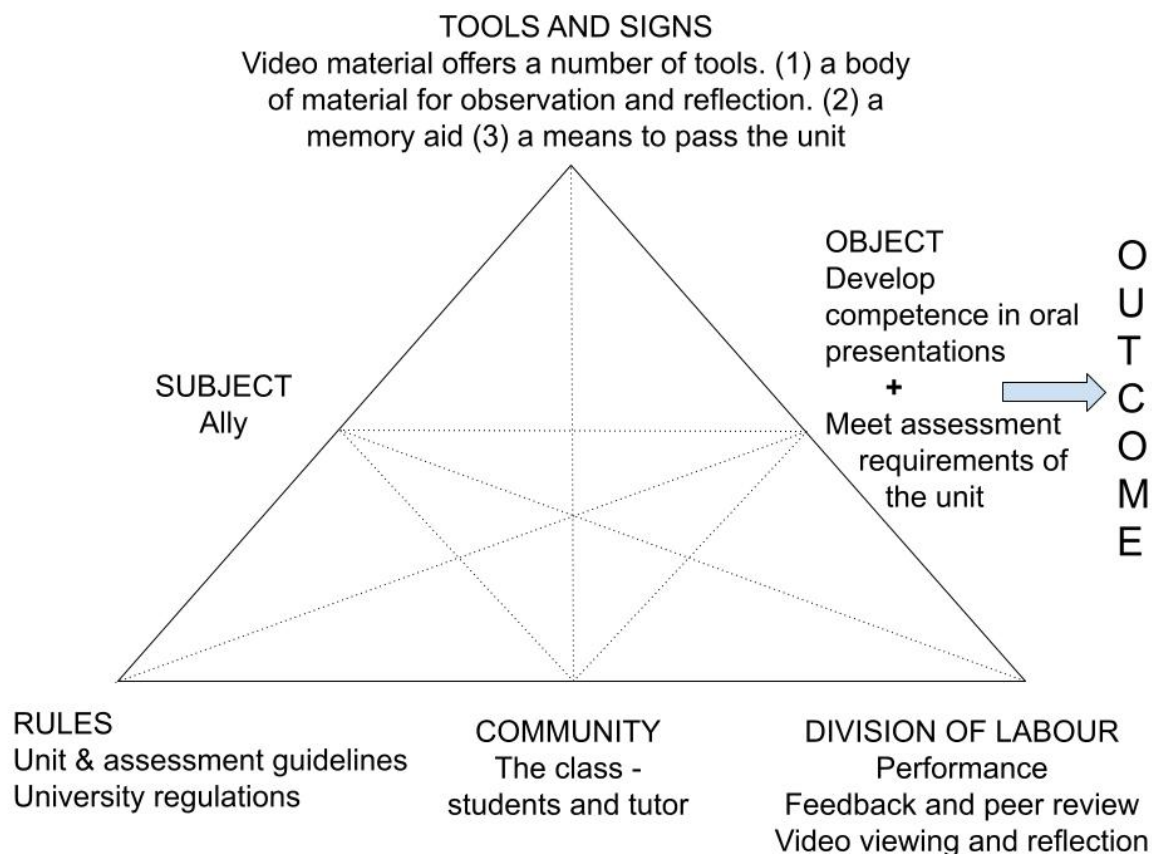 TOOLS AND SIGNS
Video material offers a number of tools. (1) a body
of material for observation and reflection. (2) a
memory aid (3) a means to pass the unit
SUBJECT
Ally
OBJECT
Develop
competence in oral
presentations
+
Meet assessment
requirements of
the unit
O
U
T
C
O
M
E
RULES
Unit & assessment guidelines
University regulations
COMMUNITY
The class -
students and tutor
DIVISION OF LABOUR
Performance
Feedback and peer review
Video viewing and reflection